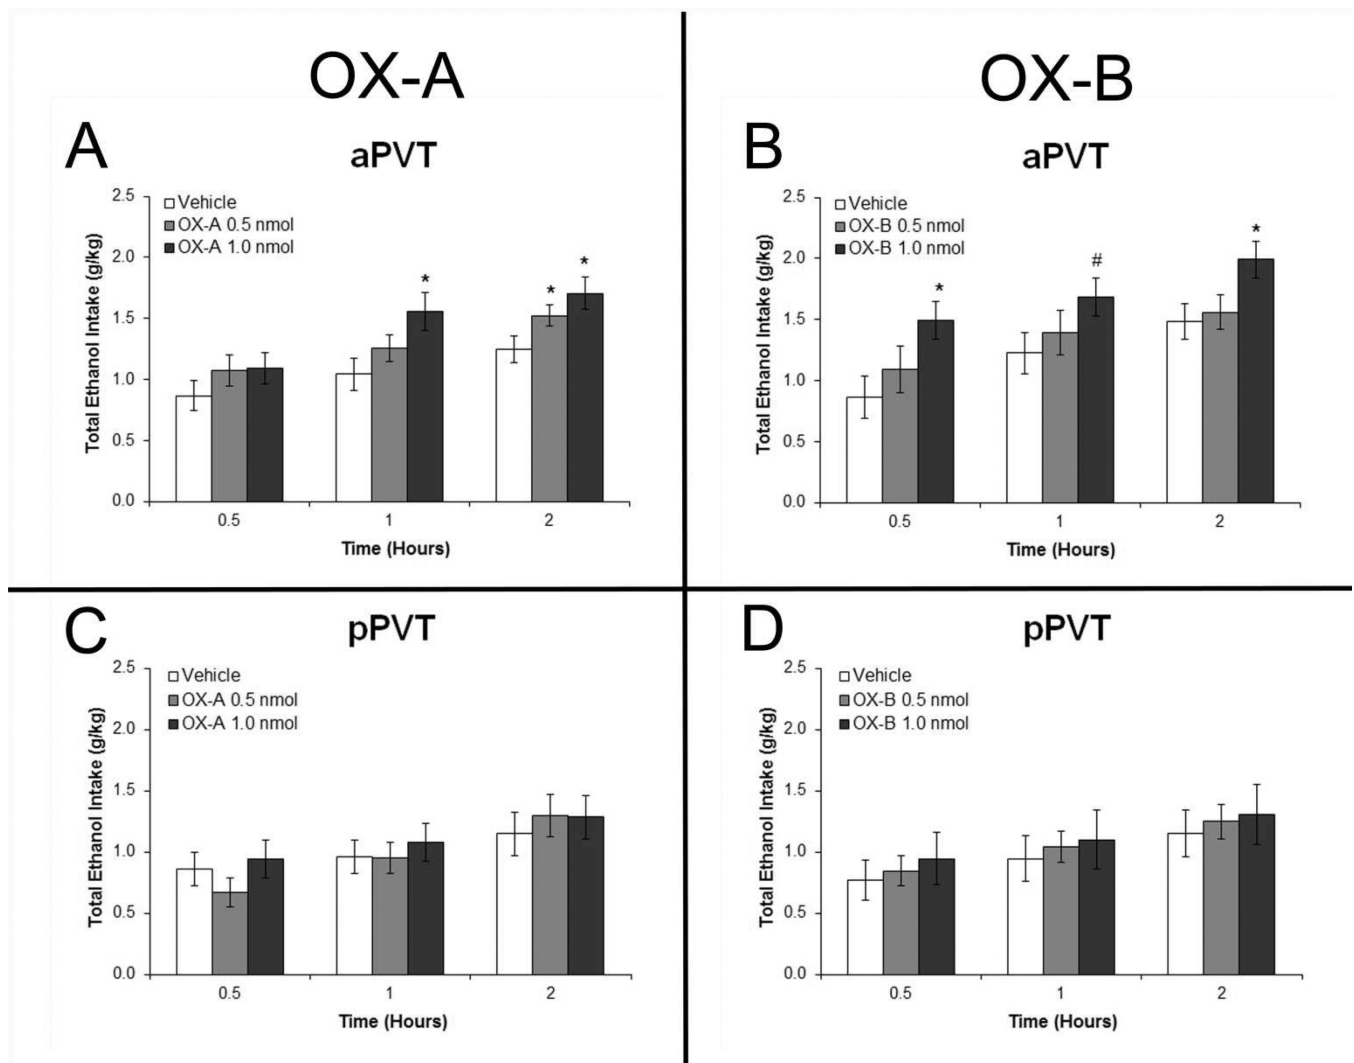 OX-A
OX-B
A
aPVT
Vehicle
OX-A 0.5 nmol
OX-A 1.0 nmol
Total Ethanol Intake (g/kg)
2.5
2.0
1.5
1.0
0.5
0.0
*
*
*
0.5 1 2
Time (Hours)
B
aPVT
Vehicle
OX-B 0.5 nmol
OX-B 1.0 nmol
Total Ethanol Intake (g/kg)
2.5
2.0
1.5
1.0
0.5
0.0
*
#
*
0.5 1 2
Time (Hours)
C
pPVT
Vehicle
OX-A 0.5 nmol
OX-A 1.0 nmol
Total Ethanol Intake (g/kg)
2.5
2.0
1.5
1.0
0.5
0.0
0.5 1 2
Time (Hours)
D
pPVT
Vehicle
OX-B 0.5 nmol
OX-B 1.0 nmol
Total Ethanol Intake (g/kg)
2.5
2.0
1.5
1.0
0.5
0.0
0.5 1 2
Time (Hours)